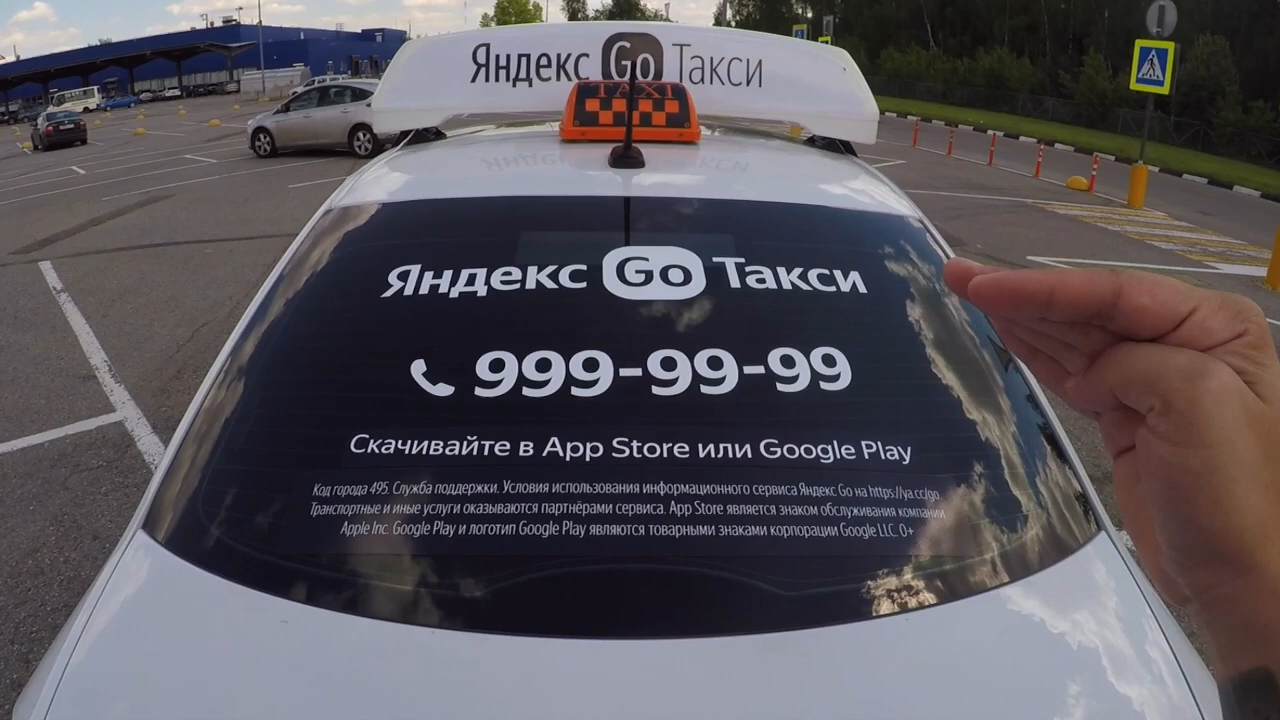 Яндекс Go Такси
TAXI
Яндекс Go Такси
999-99-99
Скачивайте в App Store или Google Play
Код города 495. Служба поддержки. Условия использования информационного сервиса Яндекс Go на https://ya.cc/go.
Транспортные и иные услуги оказываются партнёрами сервиса. App Store является знаком обслуживания компании
Apple Inc. Google Play и логотип Google Play являются товарными знаками корпорации Google LLC. 0+